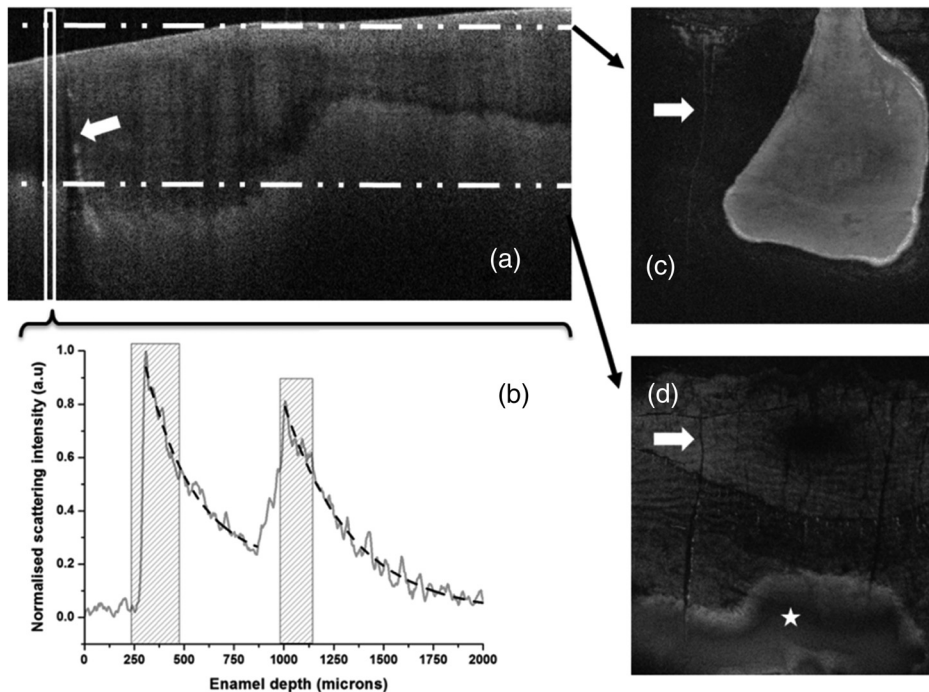 (a)
(c)
(b)
(d)
Normalised scattering intensity (a.u)
1.0
0.8
0.6
0.4
0.2
0.0
0 250 500 750 1000 1250 1500 1750 2000
Enamel depth (microns)